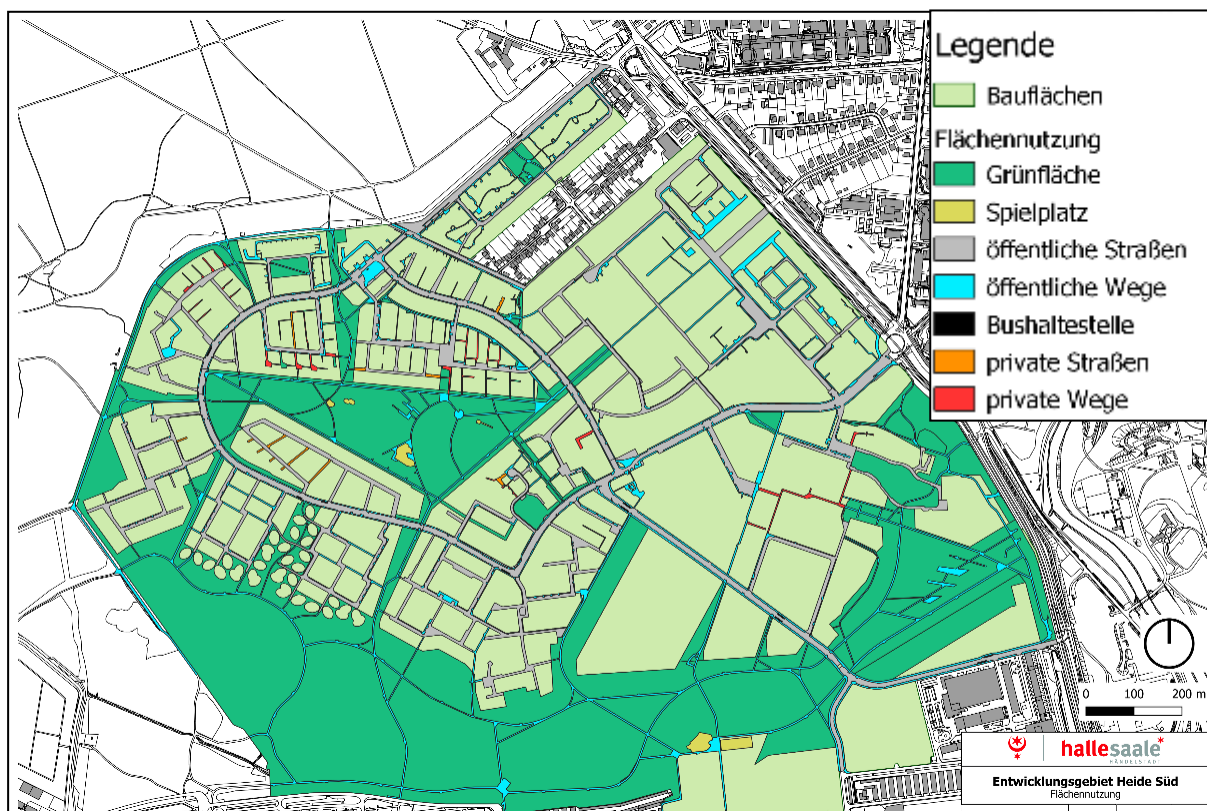 Legende
Bauflächen
Flächennutzung
Grünfläche
Spielplatz
öffentliche Straßen
öffentliche Wege
Bushaltestelle
private Straßen
private Wege
0 100 200 m
hallesaale*
HÄNDELSTADT
Entwicklungsgebiet Heide Süd
Flächennutzung